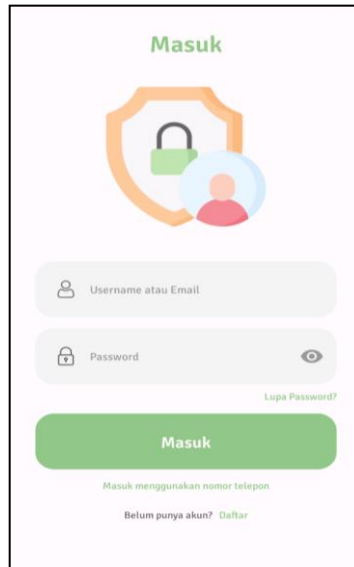 Masuk
Username atau Email
Password
Lupa Password?
Masuk
Masuk menggunakan nomor telepon
Belum punya akun? Daftar